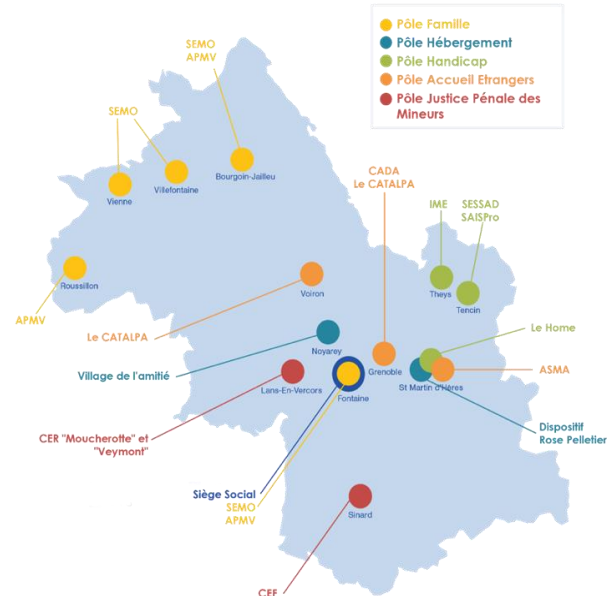 Pôle Famille
Pôle Hébergement
Pôle Handicap
Pôle Accueil Etrangers
Pôle Justice Pénale des
Mineurs
SEMO
APMV
SEMO
Bourgoin-Jailleu
Villefontaine
Vienne
CADA
Le CATALPA
IME
SESSAD
SAISPro
Roussillon
Voiron
Theys
Tencin
APMV
Le CATALPA
Le Home
Noyarey
Village de l'amitié
Grenoble
ASMA
Lans-En-Vercors
St Martin d'Hères
Fontaine
Dispositif
Rose Pelletier
CER "Moucherotte" et
"Veymont"
Siège Social
SEMO
APMV
Sinard
CEF